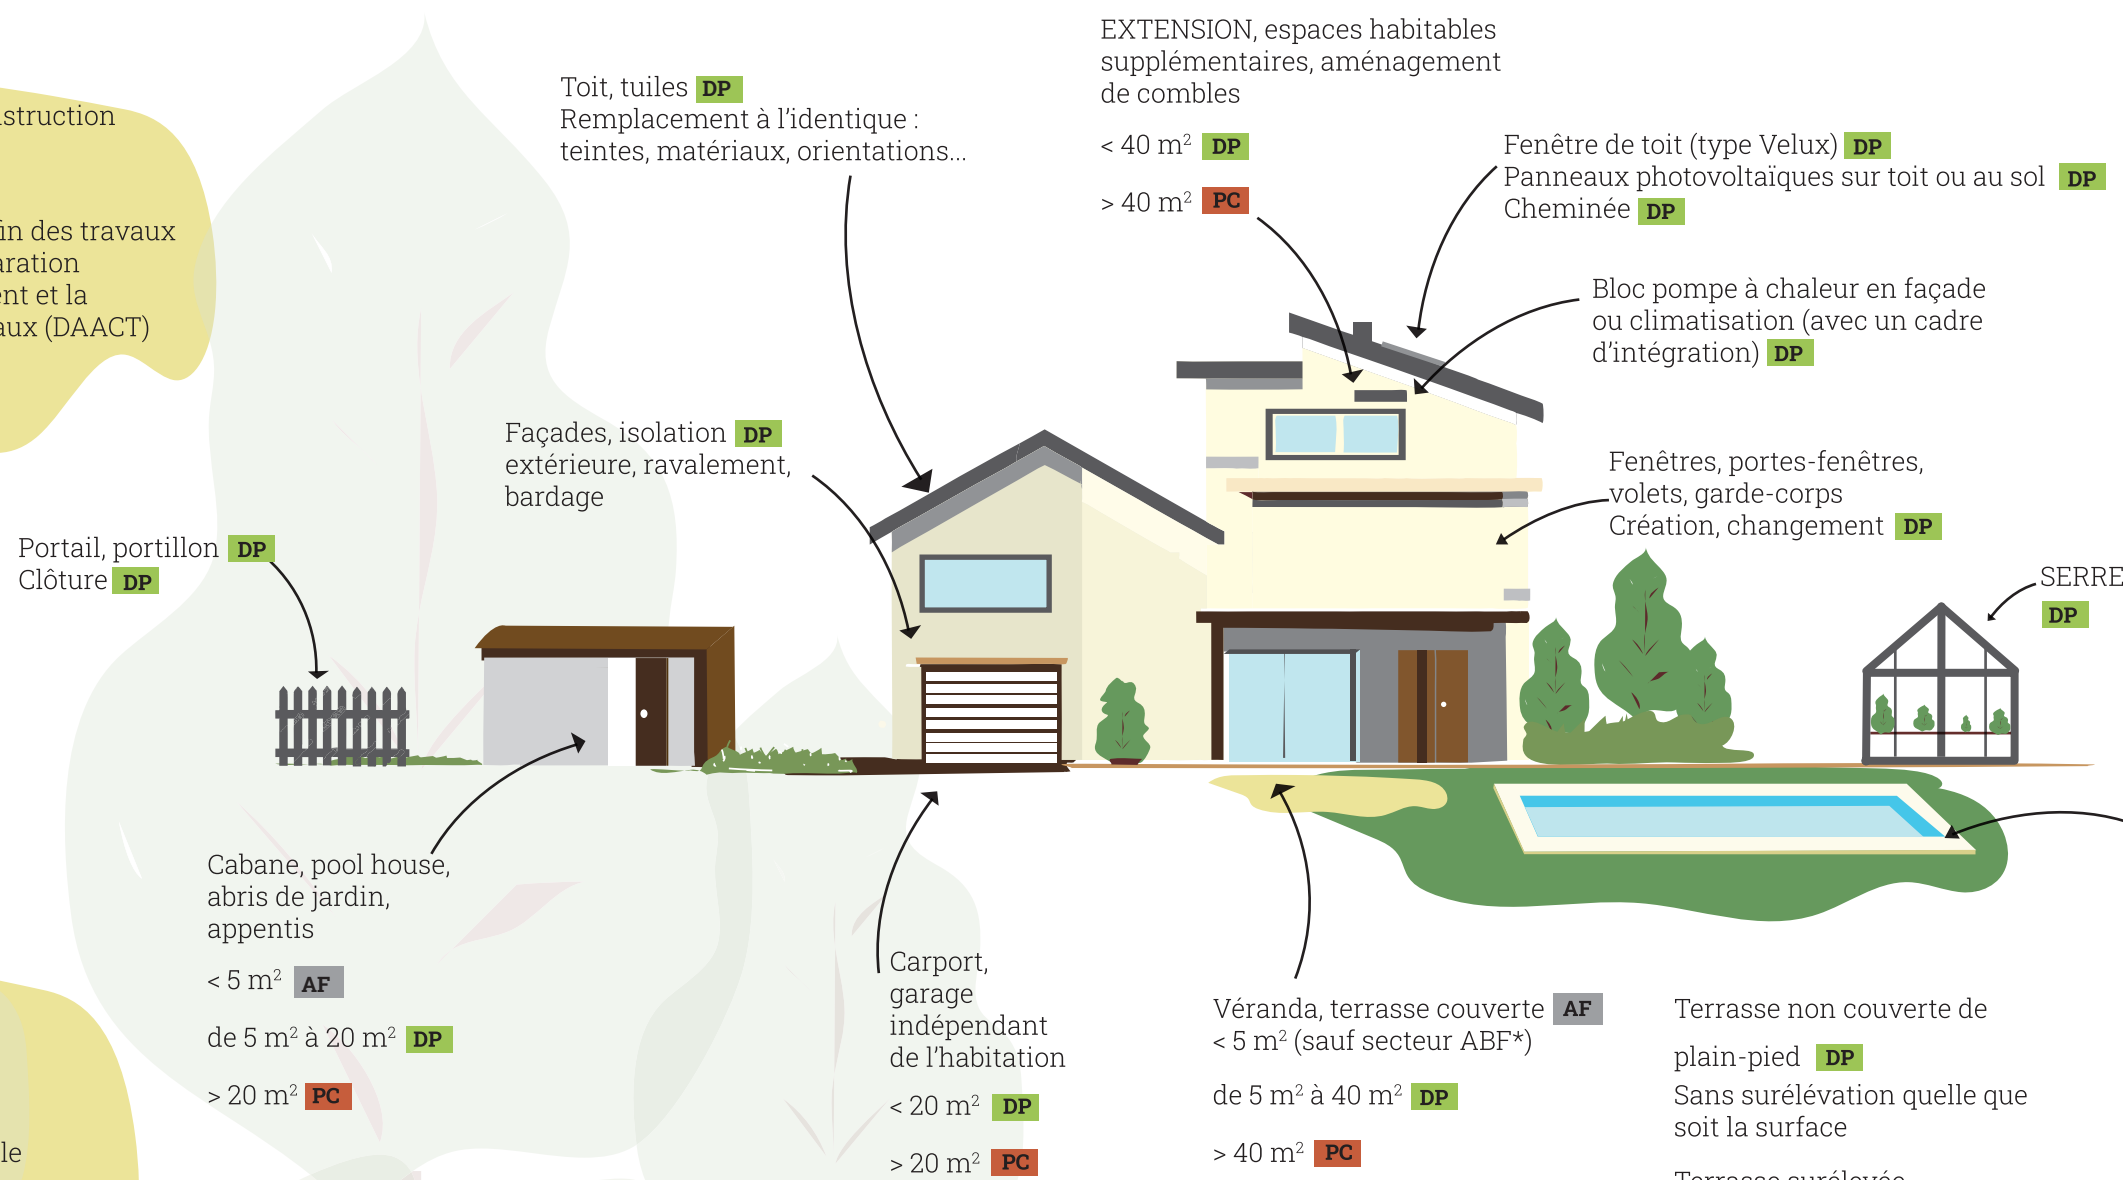 struction
fin des travaux
aration
ent et la
aux (DAACT)
Toit, tuiles DP
Remplacement à l'identique :
teintes, matériaux, orientations...
EXTENSION, espaces habitables
supplémentaires, aménagement
de combles
< 40 m² DP
> 40 m² PC
Fenêtre de toit (type Velux) DP
Panneaux photovoltaïques sur toit ou au sol DP
Cheminée DP
Bloc pompe à chaleur en façade
ou climatisation (avec un cadre
d'intégration) DP
Façades, isolation DP
extérieure, ravalement,
bardage
Fenêtres, portes-fenêtres,
volets, garde-corps
Création, changement DP
Portail, portillon DP
Clôture DP
SERRE
DP
Cabane, pool house,
abris de jardin,
appentis
< 5 m² AF
de 5 m² à 20 m² DP
> 20 m² PC
Carport,
garage
indépendant
de l'habitation
< 20 m² DP
> 20 m² PC
Véranda, terrasse couverte AF
< 5 m² (sauf secteur ABF*)
de 5 m² à 40 m² DP
> 40 m² PC
Terrasse non couverte de
plain-pied DP
Sans surélévation quelle que
soit la surface
Terrasse surélevée
le